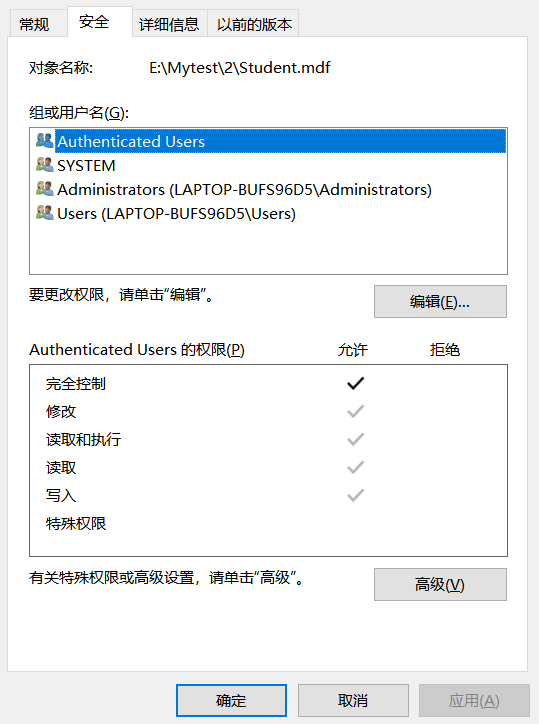 常规 安全 详细信息 以前的版本
对象名称: E:\Mytest\2\Student.mdf
组或用户名(G):
Authenticated Users
SYSTEM
Administrators (LAPTOP-BUFS96D5\Administrators)
Users (LAPTOP-BUFS96D5\Users)
要更改权限，请单击“编辑”。 编辑(E)...
Authenticated Users 的权限(P) 允许 拒绝
完全控制
修改
读取和执行
读取
写入
特殊权限
有关特殊权限或高级设置，请单击“高级”。 高级(V)
确定 取消 应用(A)